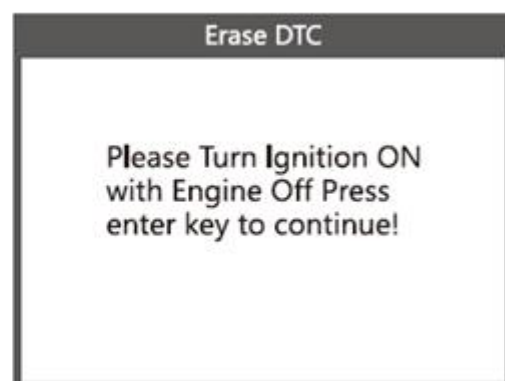 Erase DTC
Please Turn Ignition ON
with Engine Off Press
enter key to continue!